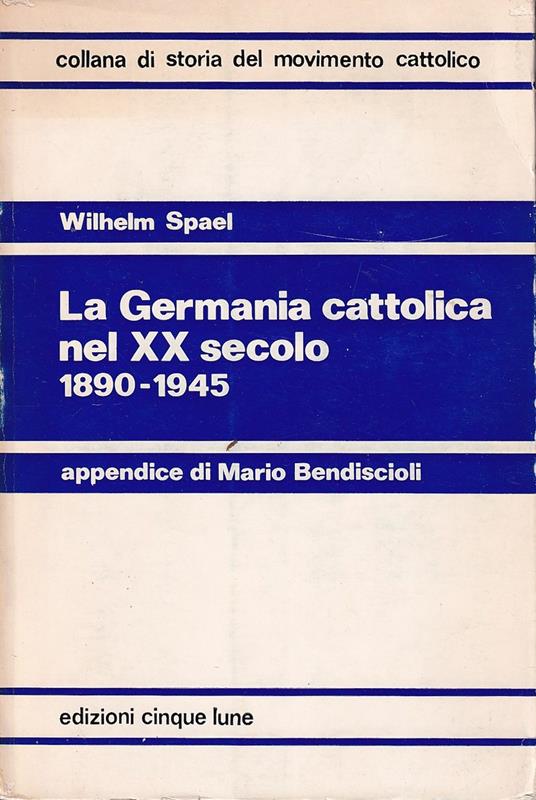 collana di storia del movimento cattolico
Wilhelm Spael
La Germania cattolica
nel XX secolo
1890-1945
appendice di Mario Bendiscioli
edizioni cinque lune